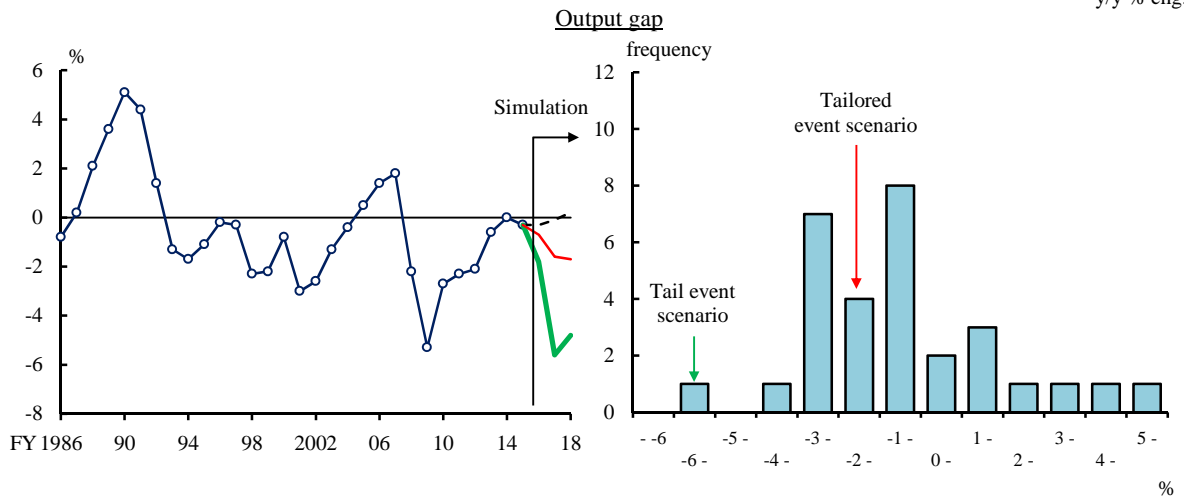 y/y % chg.
Output gap
%
6
4
2
0
-2
-4
-6
-8
Simulation
FY 1986 90 94 98 2002 06 10 14 18
frequency
12
10
8
6
4
2
0
Tailored
event scenario
Tail event
scenario
- -6 -5 - -3 - -1 - 1 - 3 - 5 -
-6 - -4 - -2 - 0 - 2 - 4 -
%